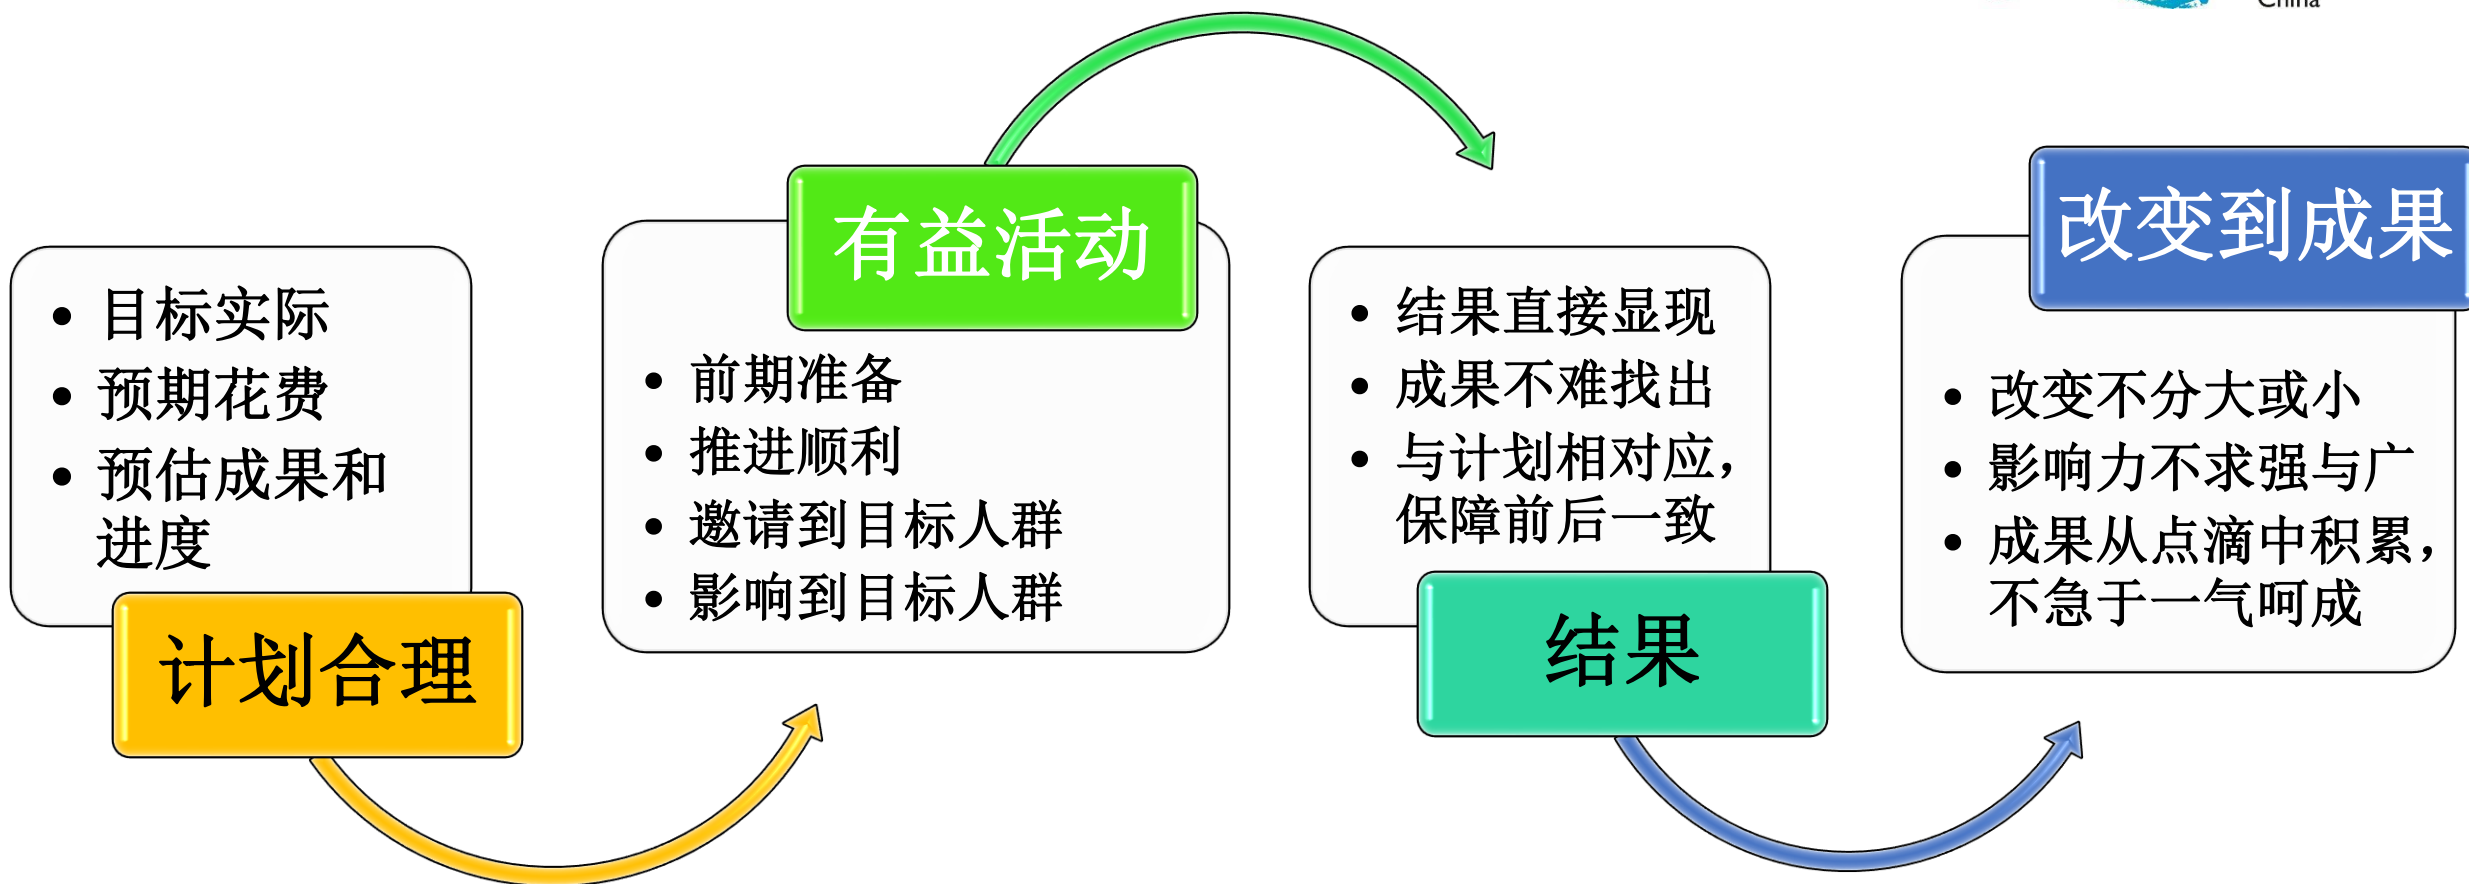 China
目标实际
预期花费
预估成果和
进度
计划合理
有益活动
前期准备
推进顺利
邀请到目标人群
影响到目标人群
结果直接显现
成果不难找出
与计划相对应，
保障前后一致
结果
改变到成果
改变不分大或小
影响力不求强与广
成果从点滴中积累，
不急于一气呵成